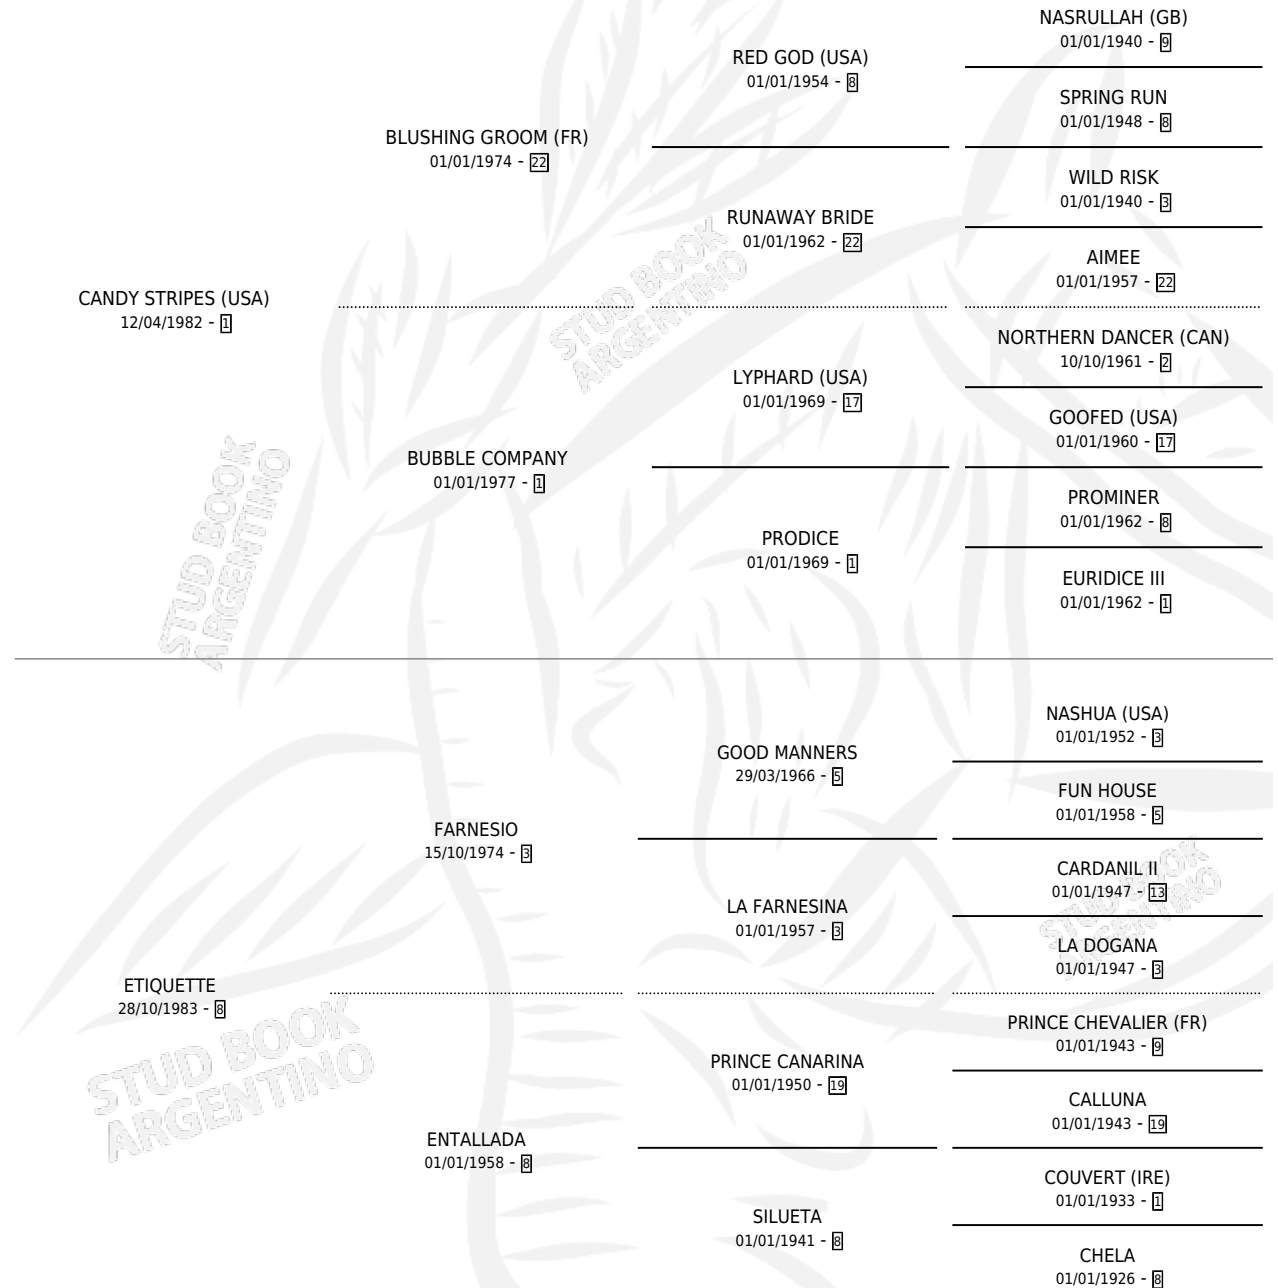 NASRULLAH (GB)
01/01/1940 - 9
RED GOD (USA)
01/01/1954 - 8
SPRING RUN
01/01/1948 - 8
BLUSHING GROOM (FR)
01/01/1974 - 22
WILD RISK
01/01/1940 - 3
RUNAWAY BRIDE
01/01/1962 - 22
AIMEE
01/01/1957 - 22
CANDY STRIPES (USA)
12/04/1982 - 1
NORTHERN DANCER (CAN)
10/10/1961 - 2
LYPHARD (USA)
01/01/1969 - 17
GOOFED (USA)
01/01/1960 - 17
BUBBLE COMPANY
01/01/1977 - 1
PROMINER
01/01/1962 - 8
PRODICE
01/01/1969 - 1
EURIDICE III
01/01/1962 - 1
NASHUA (USA)
01/01/1952 - 3
GOOD MANNERS
29/03/1966 - 5
FUN HOUSE
01/01/1958 - 5
FARNESIO
15/10/1974 - 3
CARDANIL II
01/01/1947 - 13
LA FARNESINA
01/01/1957 - 3
LA DOGANA
01/01/1947 - 3
ETIQUETTE
28/10/1983 - 8
PRINCE CHEVALIER (FR)
01/01/1943 - 9
PRINCE CANARINA
01/01/1950 - 19
CALLUNA
01/01/1943 - 19
ENTALLADA
01/01/1958 - 8
COUVERT (IRE)
01/01/1933 - 1
SILUETA
01/01/1941 - 8
CHELA
01/01/1926 - 8
STUD BOOK
ARGENTINO
STUD BOOK
ARGENTINO
STUD BOOK
ARGENTINO
STUD BOOK
ARGENTINO